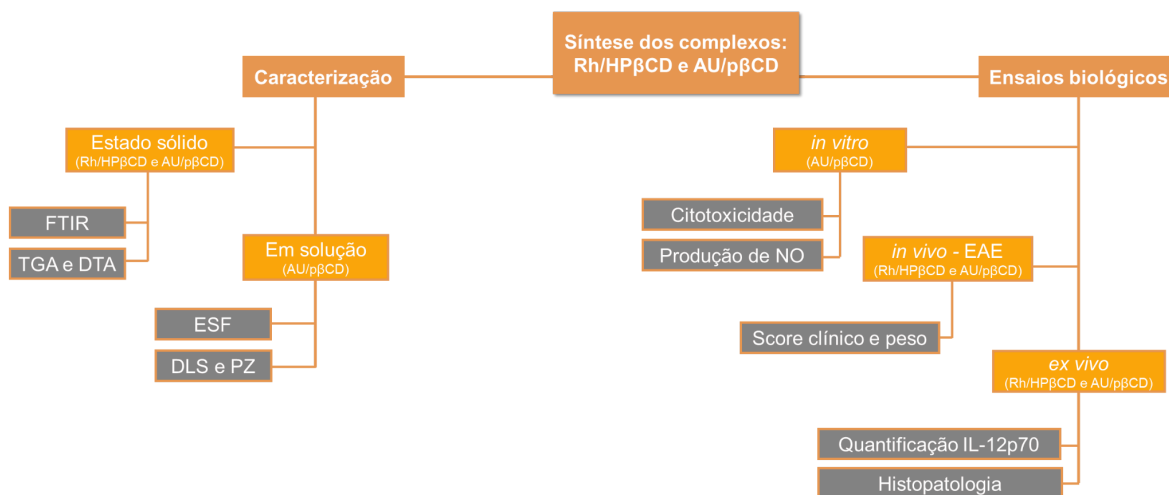 Síntese dos complexos:
Rh/HPβCD e AU/pβCD
Caracterização
Estado sólido
(Rh/HPβCD e AU/pβCD)
FTIR
TGA e DTA
Em solução
(AU/pβCD)
ESF
DLS e PZ
Ensaios biológicos
in vitro
(AU/pβCD)
Citotoxicidade
Produção de NO
in vivo - EAE
(Rh/HPβCD e AU/pβCD)
Score clínico e peso
ex vivo
(Rh/HPβCD e AU/pβCD)
Quantificação IL-12p70
Histopatologia